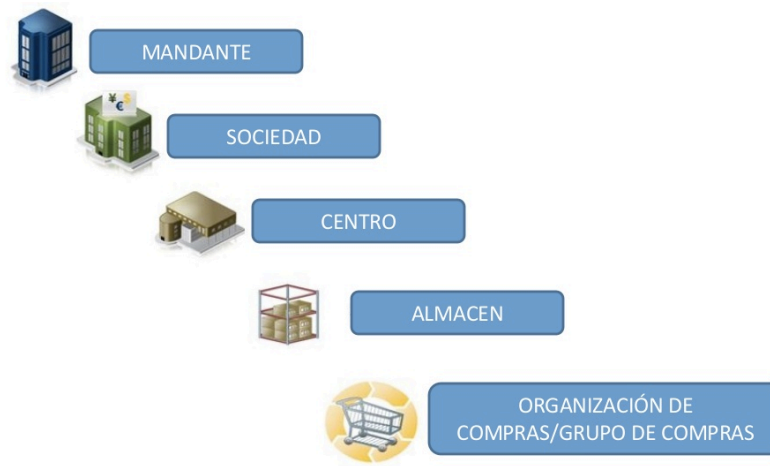 MANDANTE
¥ $
€
SOCIEDAD
CENTRO
ALMACEN
ORGANIZACIÓN DE
COMPRAS/GRUPO DE COMPRAS